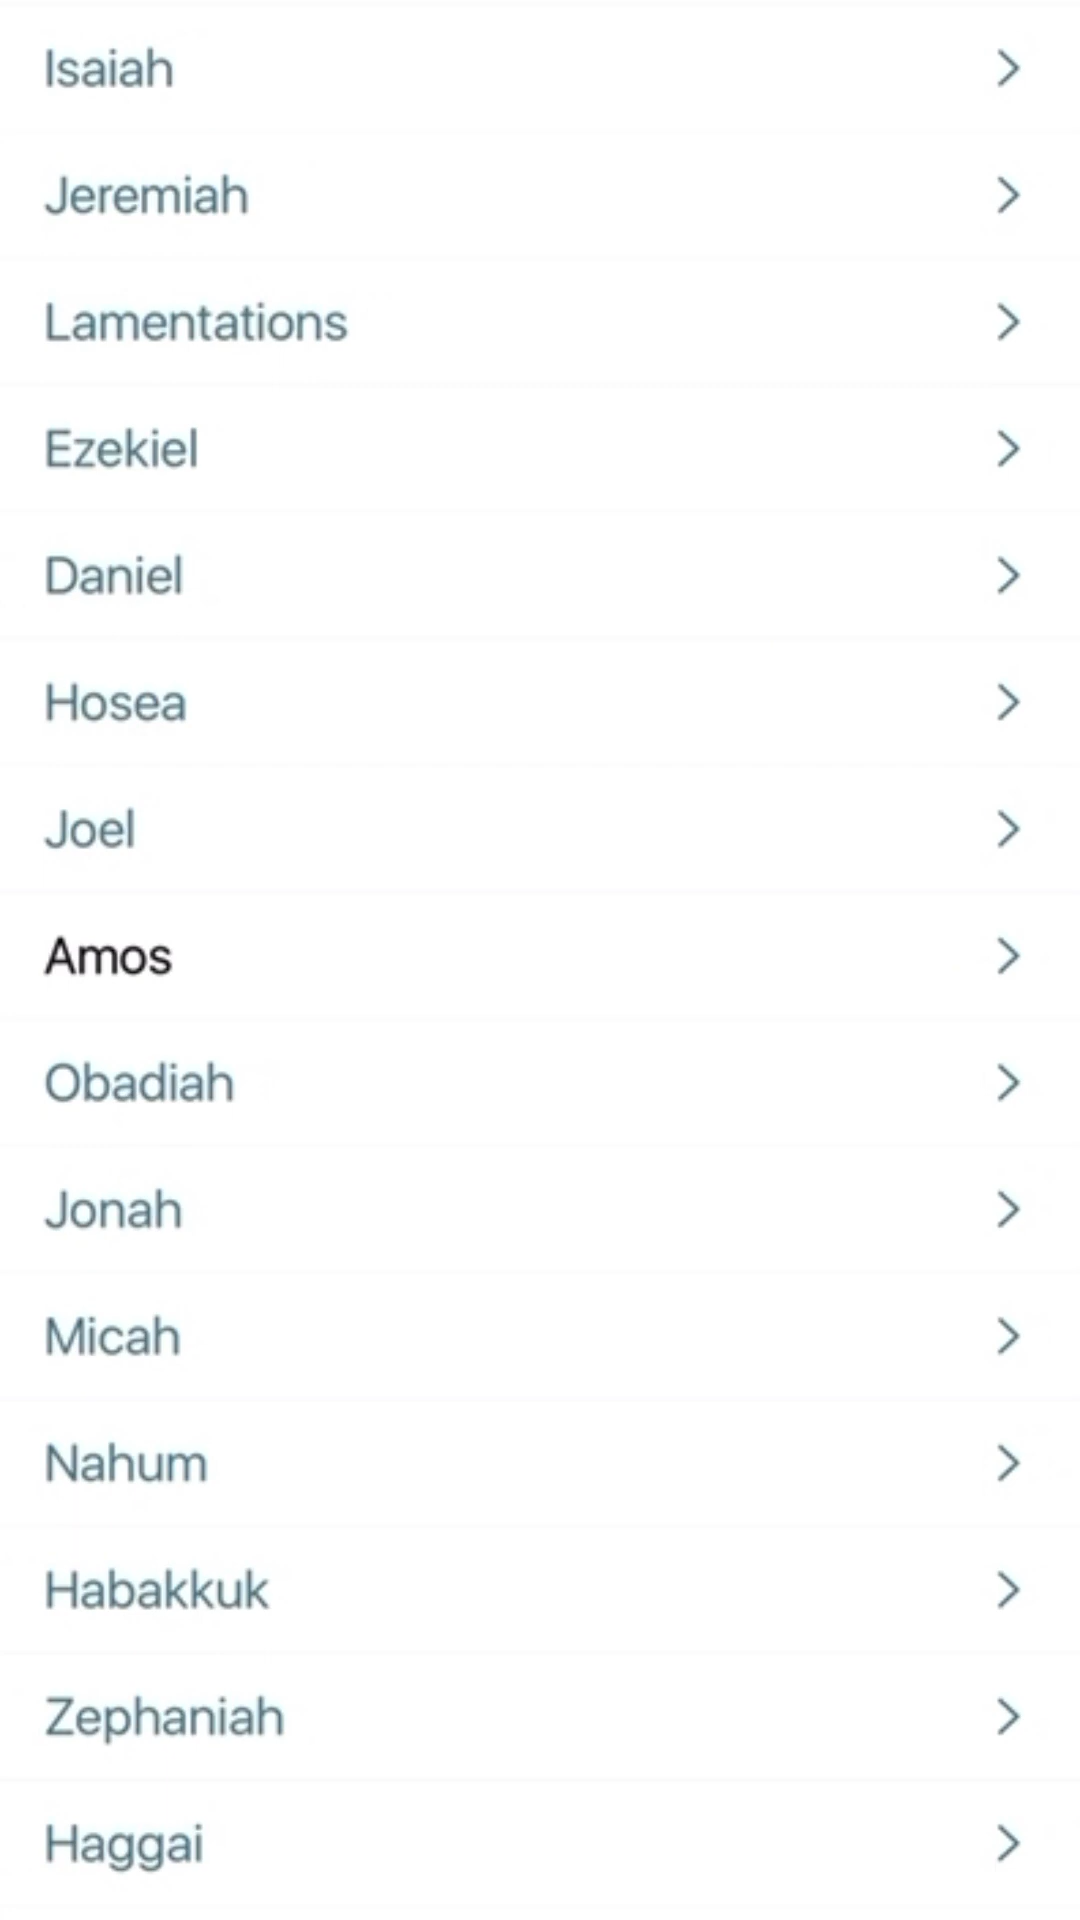 Isaiah
Jeremiah
Lamentations
Ezekiel
Daniel
Hosea
Joel
Amos
Obadiah
Jonah
Micah
Nahum
Habakkuk
Zephaniah
Haggai